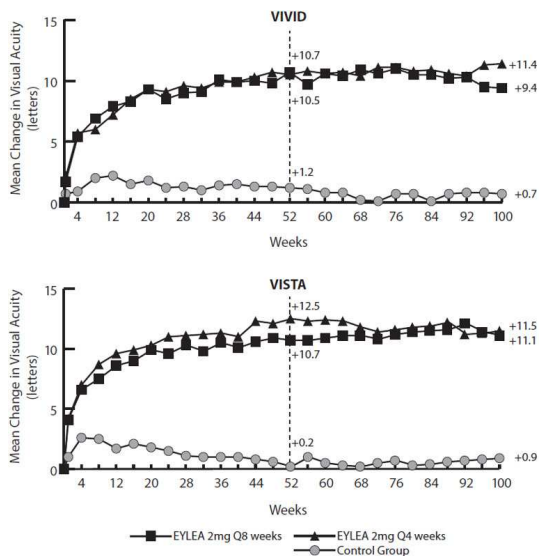 VIVID
Mean Change in Visual Acuity
(letters)
15
10
5
0
+10.7
+10.5
+1.2
+11.4
+9.4
+0.7
4 12 20 28 36 44 52 60 68 76 84 92 100
Weeks
VISTA
Mean Change in Visual Acuity
(letters)
15
10
5
0
+12.5
+10.7
+0.2
+11.5
+11.1
+0.9
4 12 20 28 36 44 52 60 68 76 84 92 100
Weeks
EYLEA 2mg Q8 weeks EYLEA 2mg Q4 weeks
Control Group